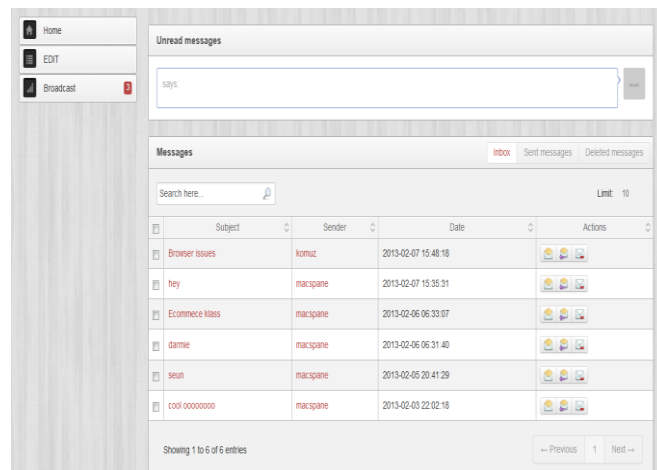 Home
EDIT
Broadcast 3
Unread messages
says:
Messages Inbox Sent messages Deleted messages
Search here... Limit: 10
Subject Sender Date Actions
Browser issues komuz 2013-02-07 15:48:18
hey macspane 2013-02-07 15:35:31
Ecommece klass macspane 2013-02-06 06:33:07
darmie macspane 2013-02-06 06:31:40
seun macspane 2013-02-05 20:41:29
cool oooooooo macspane 2013-02-03 22:02:18
Showing 1 to 6 of 6 entries ← Previous 1 Next →